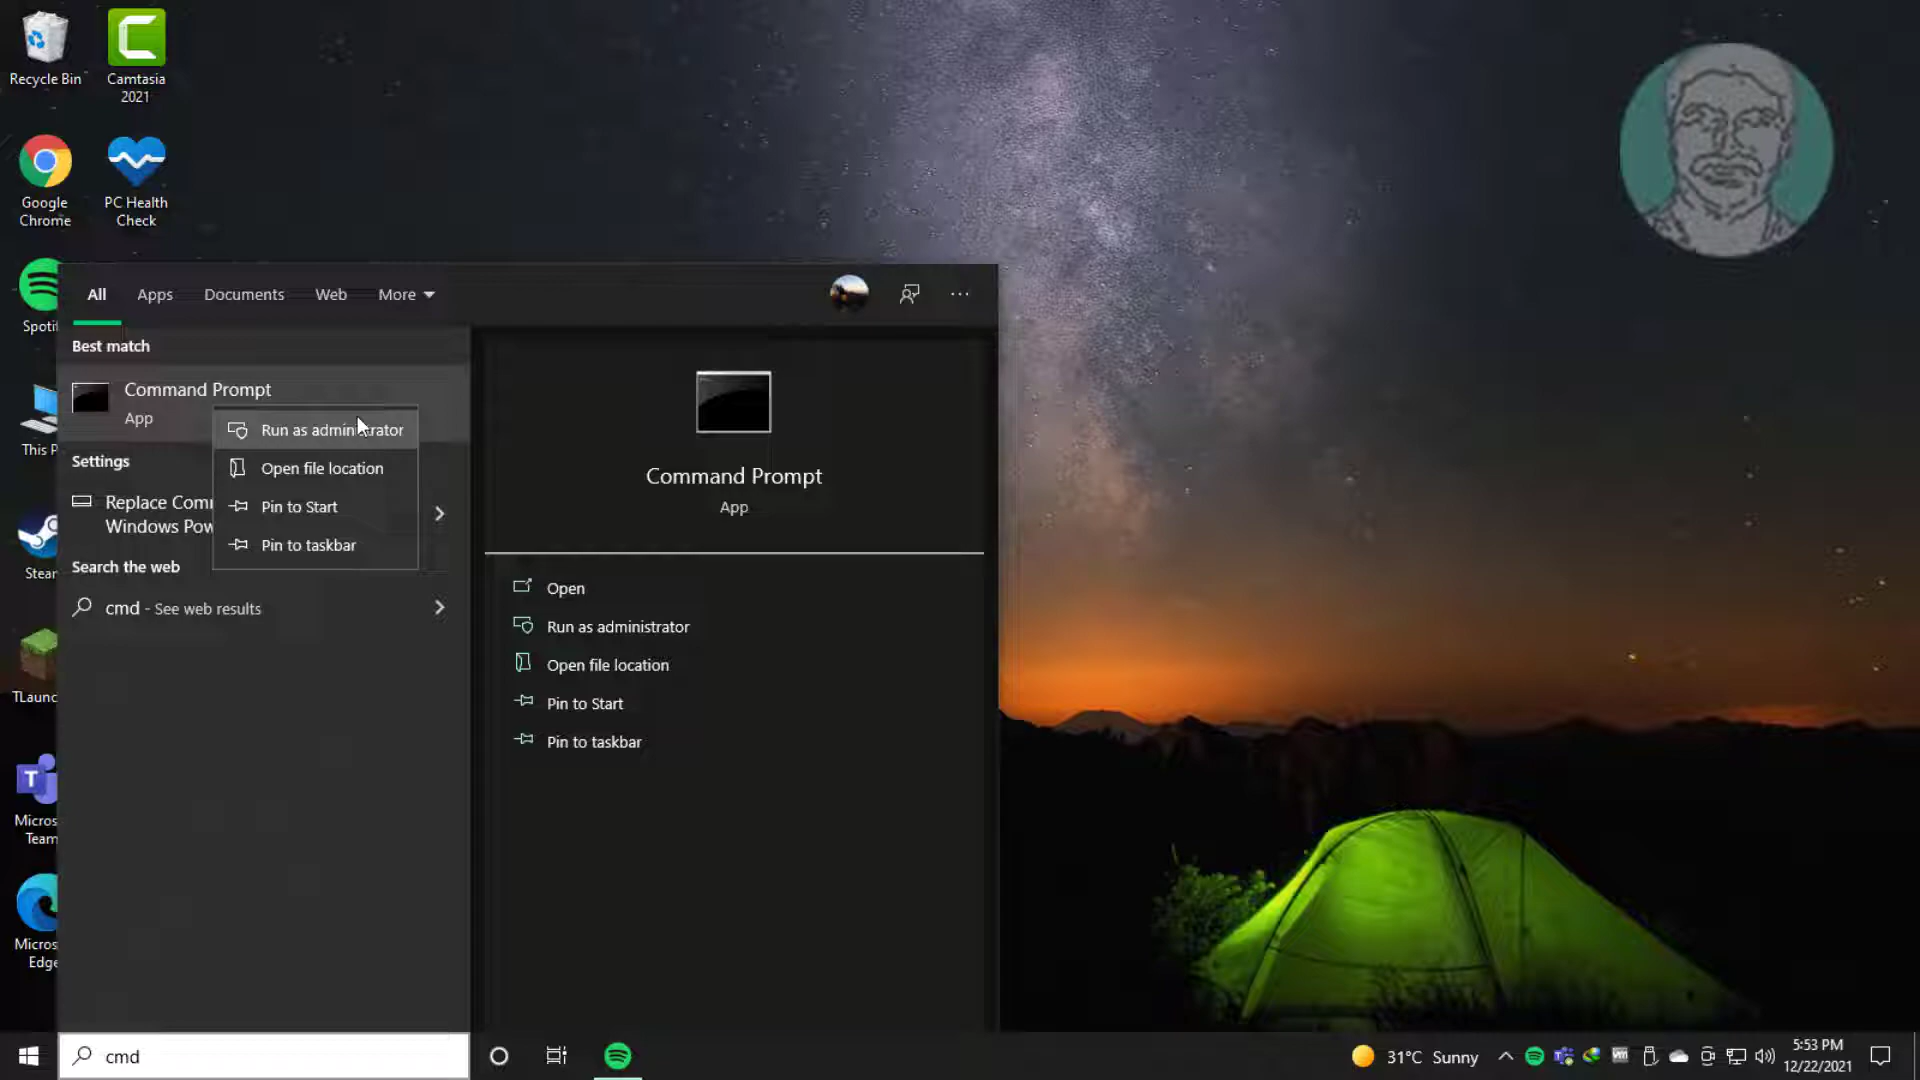 Recycle Bin
Camtasia
2021
Google
Chrome
PC Health
Check
All
Apps
Documents
Web
More
Best match
Command Prompt
App
Run as administrator
Open file location
Pin to Start
Pin to taskbar
Settings
Replace Com
Windows Pow
Search the web
cmd - See web results
Command Prompt
App
Open
Run as administrator
Open file location
Pin to Start
Pin to taskbar
Spotif
This P
Stear
TLaunc
T
Micros
Team
Micros
Edge
cmd
31°C Sunny
vm
5:53 PM
12/22/2021